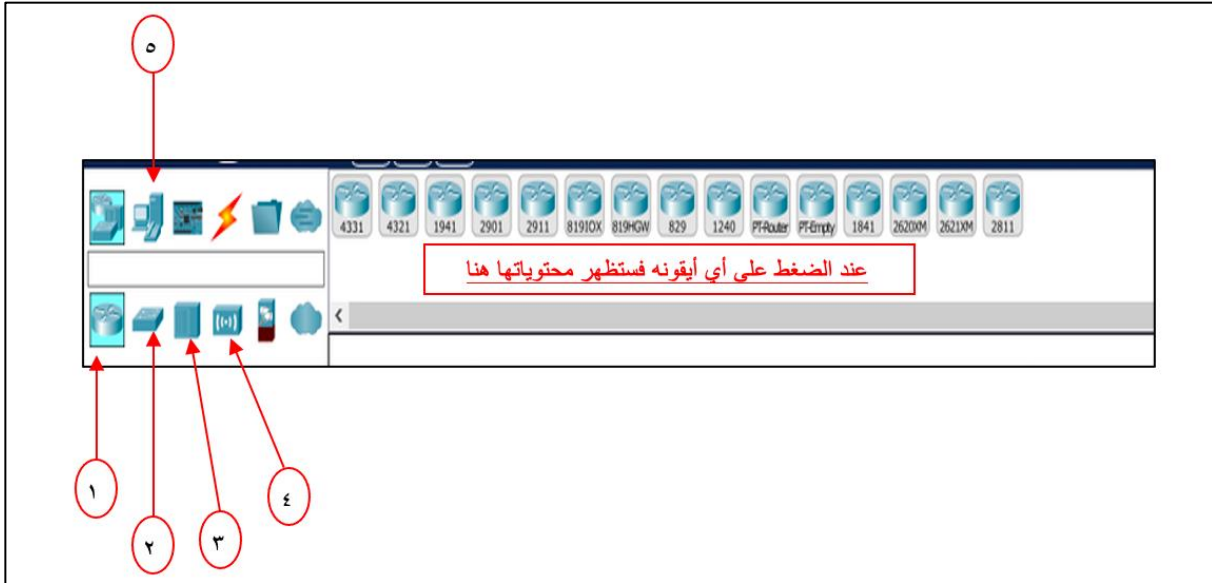 ٥
4331 4321 1941 2901 2911 819IOX 819HGW 829 1240 PT-Router PT-Empty 1841 2620XM 2621XM 2811
عند الضغط على أي أيقونه فستظهر محتوياتها هنا
١
٢
٣
٤